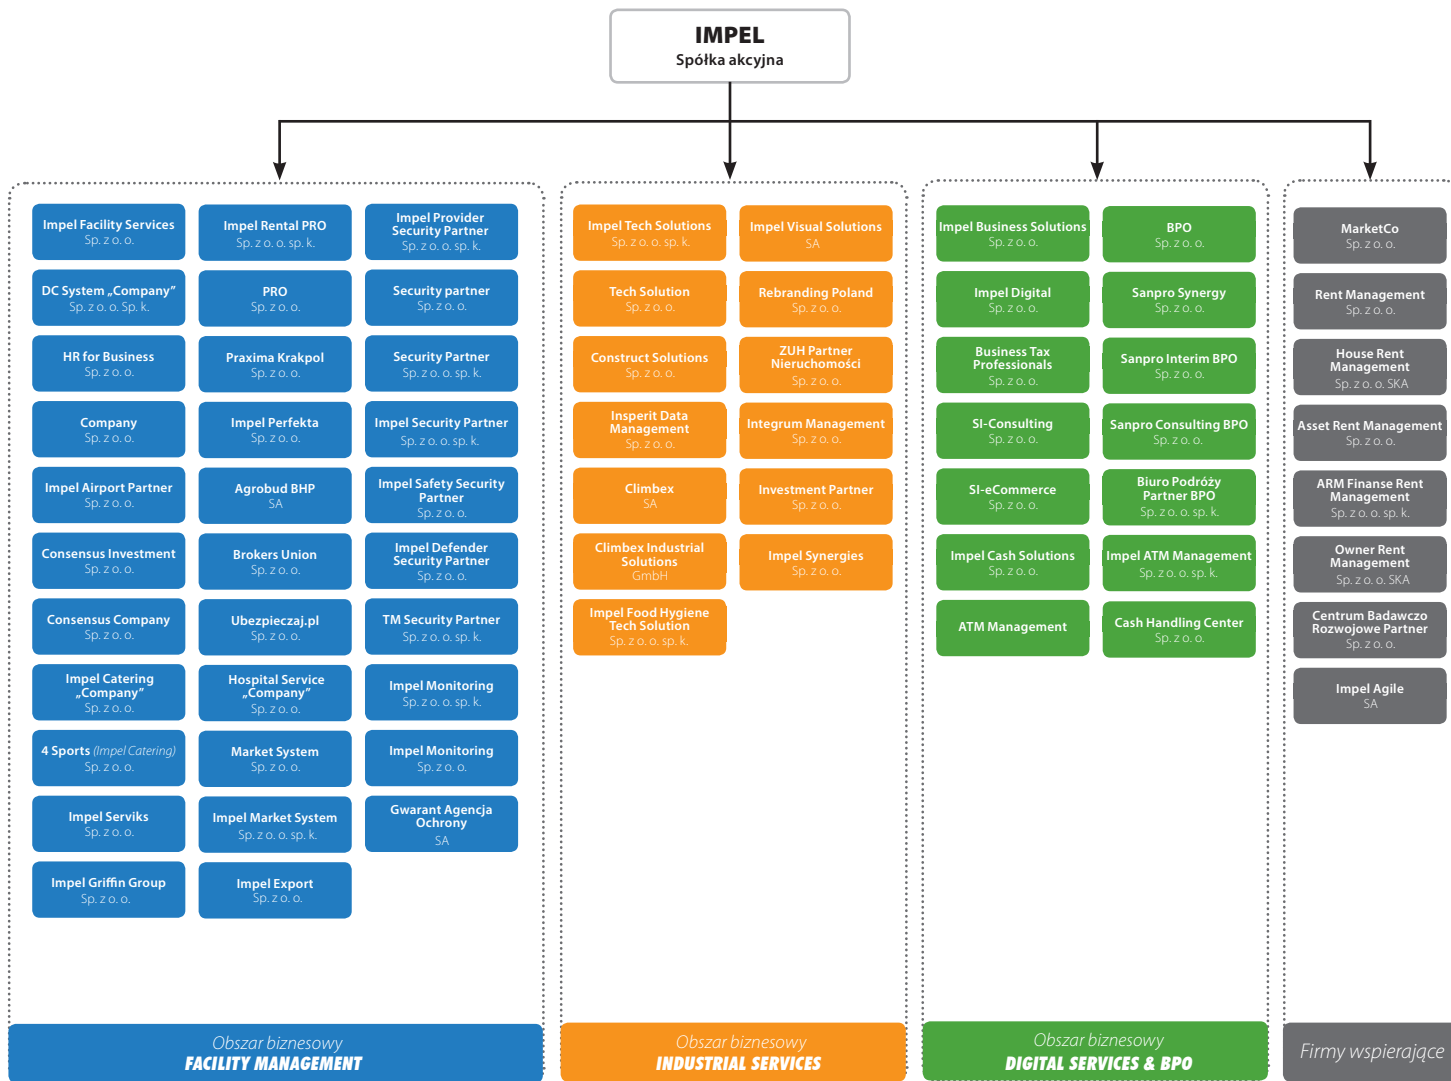 IMPEL
Spółka akcyjna
Impel Facility Services
Sp. z o. o.
DC System „Company”
Sp. z o. o. Sp. k.
HR for Business
Sp. z o. o.
Company
Sp. z o. o.
Impel Airport Partner
Sp. z o. o.
Consensus Investment
Sp. z o. o.
Consensus Company
Sp. z o. o.
Impel Catering
„Company”
Sp. z o. o.
4 Sports (Impel Catering)
Sp. z o. o.
Impel Serviks
Sp. z o. o.
Impel Griffin Group
Sp. z o. o.
Impel Rental PRO
Sp. z o. o. sp. k.
PRO
Sp. z o. o.
Praxima Krakpol
Sp. z o. o.
Impel Perfekta
Sp. z o. o.
Agrobud BHP
SA
Brokers Union
Sp. z o. o.
Ubezpieczaj.pl
Sp. z o. o.
Hospital Service
„Company”
Sp. z o. o.
Market System
Sp. z o. o.
Impel Market System
Sp. z o. o. sp. k.
Impel Export
Sp. z o. o.
Impel Provider
Security Partner
Sp. z o. o. sp. k.
Security partner
Sp. z o. o.
Security Partner
Sp. z o. o. sp. k.
Impel Security Partner
Sp. z o. o. sp. k.
Impel Safety Security
Partner
Sp. z o. o.
Impel Defender
Security Partner
Sp. z o. o.
TM Security Partner
Sp. z o. o. sp. k.
Impel Monitoring
Sp. z o. o. sp. k.
Impel Monitoring
Sp. z o. o.
Gwarant Agencja
Ochrony
SA
Obszar biznesowy
FACILITY MANAGEMENT
Impel Tech Solutions
Sp. z o. o. sp. k.
Tech Solution
Sp. z o. o.
Construct Solutions
Sp. z o. o.
Insperit Data
Management
Sp. z o. o.
Climbex
SA
Climbex Industrial
Solutions
GmbH
Impel Food Hygiene
Tech Solution
Sp. z o. o. sp. k.
Impel Visual Solutions
SA
Rebranding Poland
Sp. z o. o.
ZUH Partner
Nieruchomości
Sp. z o. o.
Integrum Management
Sp. z o. o.
Investment Partner
Sp. z o. o.
Impel Synergies
Sp. z o. o.
Obszar biznesowy
INDUSTRIAL SERVICES
Impel Business Solutions
Sp. z o. o.
Impel Digital
Sp. z o. o.
Business Tax
Professionals
Sp. z o. o.
SI-Consulting
Sp. z o. o.
SI-eCommerce
Sp. z o. o.
Impel Cash Solutions
Sp. z o. o.
ATM Management
BPO
Sp. z o. o.
Sanpro Synergy
Sp. z o. o.
Sanpro Interim BPO
Sp. z o. o.
Sanpro Consulting BPO
Sp. z o. o.
Biuro Podróży
Partner BPO
Sp. z o. o. sp. k.
Impel ATM Management
Sp. z o. o. sp. k.
Cash Handling Center
Sp. z o. o.
Obszar biznesowy
DIGITAL SERVICES & BPO
MarketCo
Sp. z o. o.
Rent Management
Sp. z o. o.
House Rent
Management
Sp. z o. o. SKA
Asset Rent Management
Sp. z o. o.
ARM Finanse Rent
Management
Sp. z o. o. sp. k.
Owner Rent
Management
Sp. z o. o. SKA
Centrum Badawczo
Rozwojowe Partner
Sp. z o. o.
Impel Agile
SA
Firmy wspierające